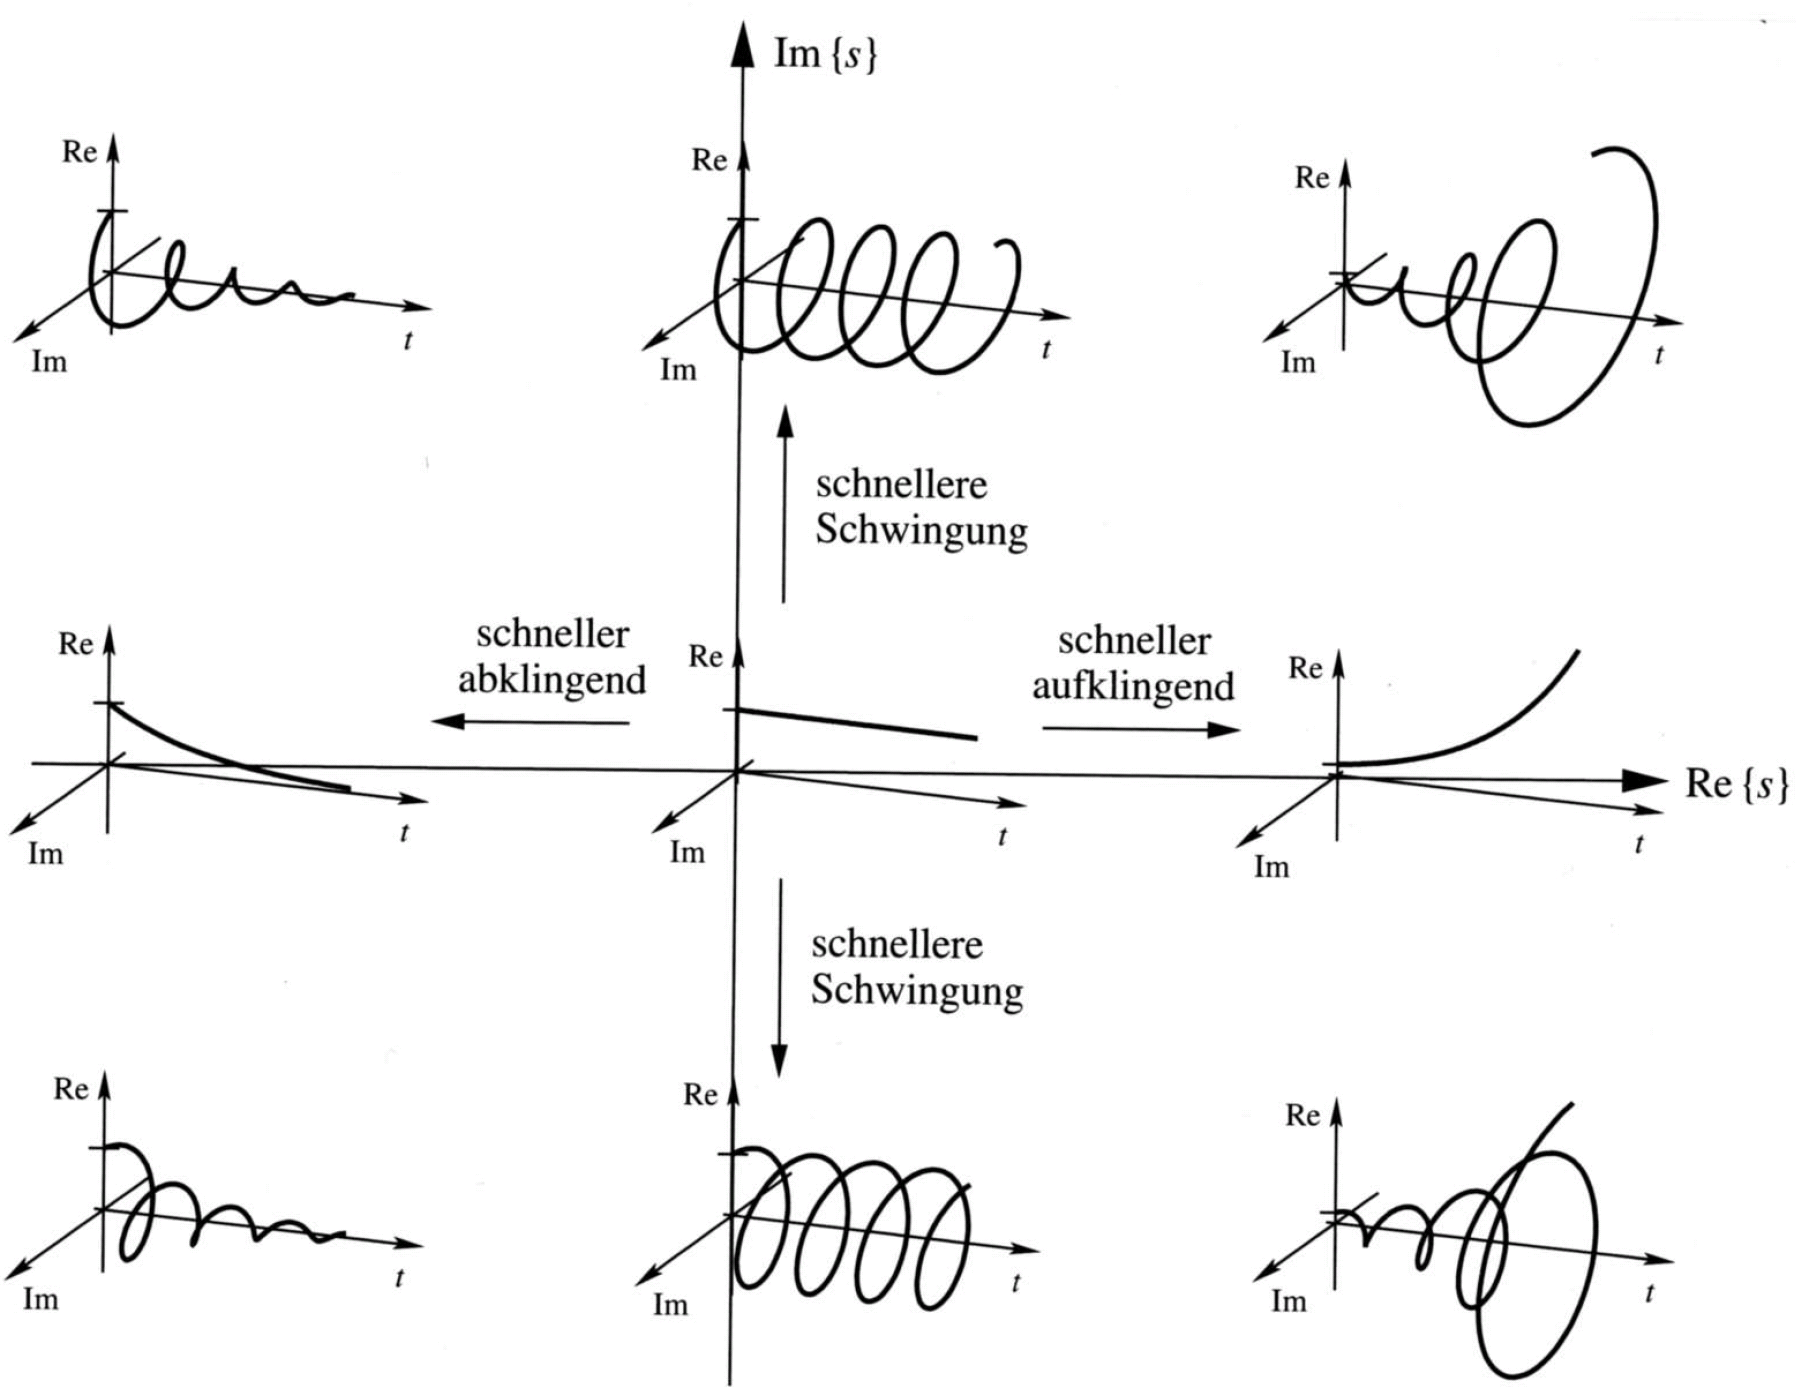 Im {s}
Re
Im
t
Re
Im
t
Re
Im
t
schnellere
Schwingung
Re
Im
t
schneller
abklingend
Re
Im
t
schneller
aufklingend
Re
Im
t
Re {s}
schnellere
Schwingung
Re
Im
t
Re
Im
t
Re
Im
t